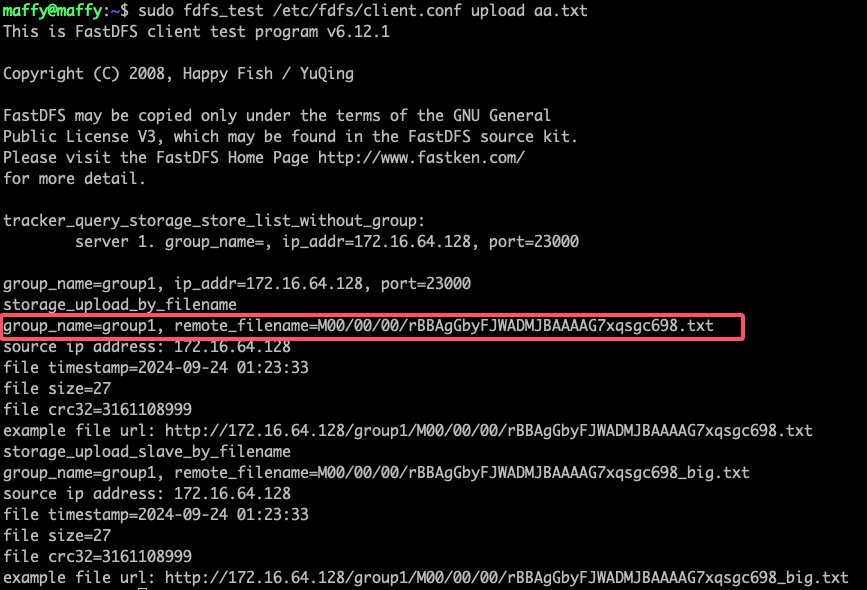 maffy@maffy:~$ sudo fdfs_test /etc/fdfs/client.conf upload aa.txt
This is FastDFS client test program v6.12.1
Copyright (C) 2008, Happy Fish / YuQing
FastDFS may be copied only under the terms of the GNU General
Public License V3, which may be found in the FastDFS source kit.
Please visit the FastDFS Home Page http://www.fastken.com/
for more detail.
tracker_query_storage_store_list_without_group:
server 1. group_name=, ip_addr=172.16.64.128, port=23000
group_name=group1, ip_addr=172.16.64.128, port=23000
storage_upload_by_filename
group_name=group1, remote_filename=M00/00/00/rBBAgGbyFJWADMJBAAAAG7xqsgc698.txt
source ip address: 172.16.64.128
file timestamp=2024-09-24 01:23:33
file size=27
file crc32=3161108999
example file url: http://172.16.64.128/group1/M00/00/00/rBBAgGbyFJWADMJBAAAAG7xqsgc698.txt
storage_upload_slave_by_filename
group_name=group1, remote_filename=M00/00/00/rBBAgGbyFJWADMJBAAAAG7xqsgc698_big.txt
source ip address: 172.16.64.128
file timestamp=2024-09-24 01:23:33
file size=27
file crc32=3161108999
example file url: http://172.16.64.128/group1/M00/00/00/rBBAgGbyFJWADMJBAAAAG7xqsgc698_big.txt